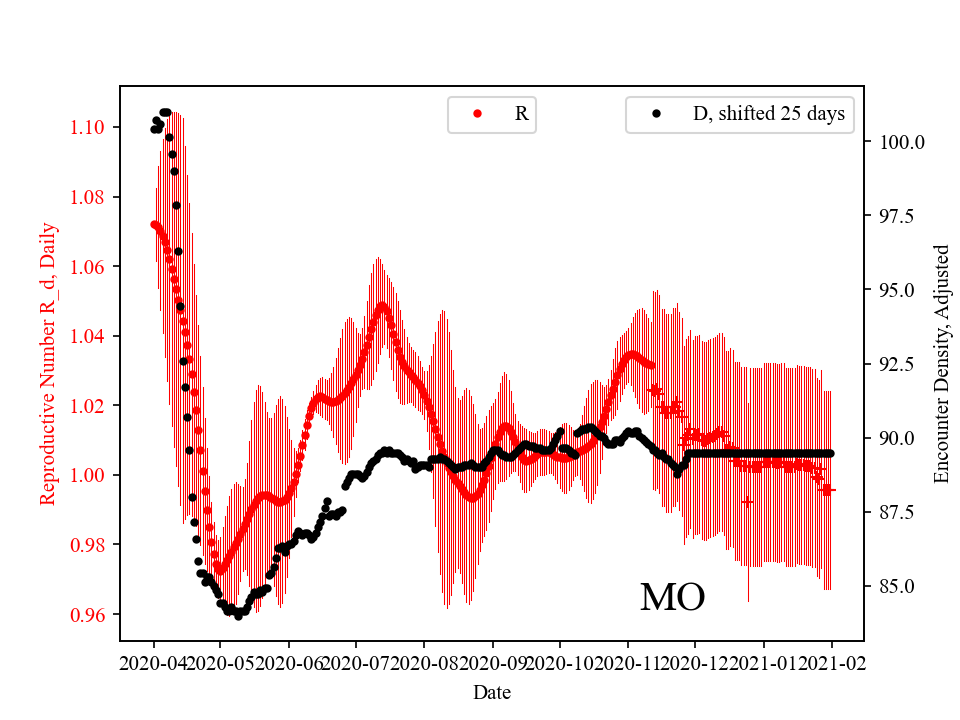 R
D, shifted 25 days
1.10
1.08
1.06
1.04
1.02
1.00
0.98
0.96
Reproductive Number R_d, Daily
100.0
97.5
95.0
92.5
90.0
87.5
85.0
Encounter Density, Adjusted
MO
2020-04 2020-05 2020-06 2020-07 2020-08 2020-09 2020-10 2020-11 2020-12 2021-01 2021-02
Date